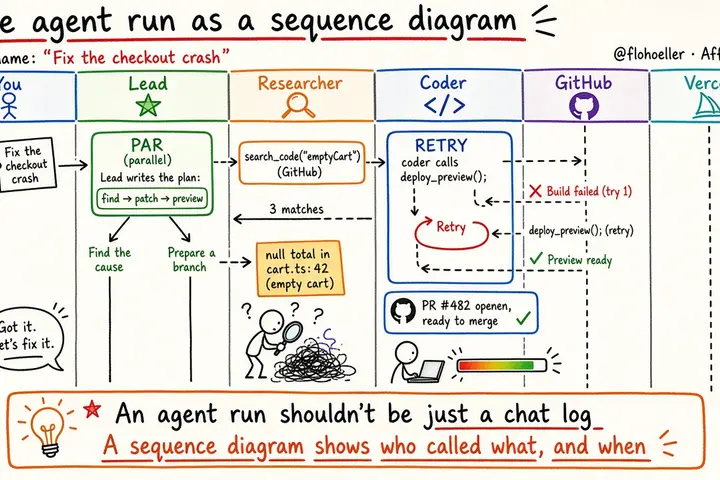 e agent run as a sequence diagram
name: “Fix the checkout crash”
@flohoeller · Aff
You
Lead
Researcher
Coder
</>
GitHub
Verc
Fix the
checkout
crash
PAR
(parallel)
Lead writes the plan:
find → patch → preview
Find the
cause
Prepare a
branch
search_code("emptyCart")
(GitHub)
3 matches
null total in
cart.ts: 42
(empty cart)
? ? ?
RETRY
coder calls
deploy_preview();
Retry
Build failed (try 1)
deploy_preview(); (retry)
Preview ready
PR #482 openen,
ready to merge
Got it.
Let's fix it.
An agent run shouldn't be just a chat log
A sequence diagram shows who called what, and when